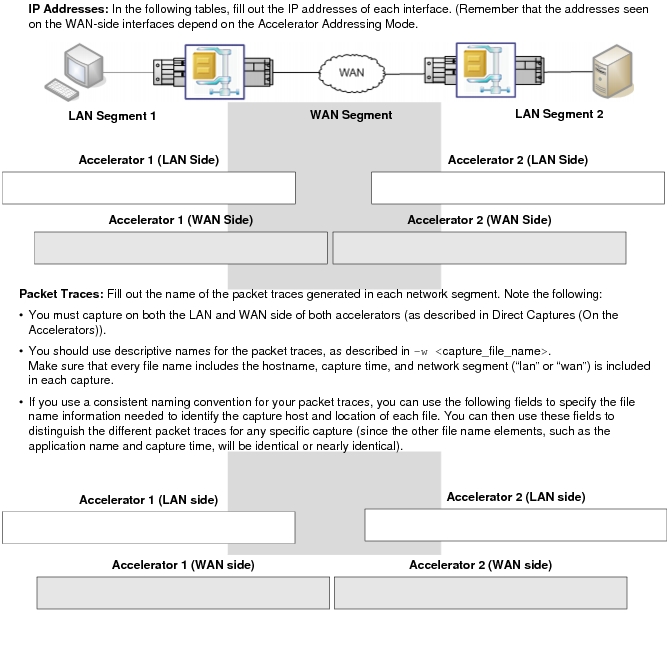 IP Addresses: In the following tables, fill out the IP addresses of each interface. (Remember that the addresses seen
on the WAN-side interfaces depend on the Accelerator Addressing Mode.
WAN
LAN Segment 1
WAN Segment
LAN Segment 2
Accelerator 1 (LAN Side)
Accelerator 2 (LAN Side)
Accelerator 1 (WAN Side)
Accelerator 2 (WAN Side)
Packet Traces: Fill out the name of the packet traces generated in each network segment. Note the following:
• You must capture on both the LAN and WAN side of both accelerators (as described in Direct Captures (On the
Accelerators)).
• You should use descriptive names for the packet traces, as described in -w <capture_file_name>.
Make sure that every file name includes the hostname, capture time, and network segment (“lan” or “wan”) is included
in each capture.
• If you use a consistent naming convention for your packet traces, you can use the following fields to specify the file
name information needed to identify the capture host and location of each file. You can then use these fields to
distinguish the different packet traces for any specific capture (since the other file name elements, such as the
application name and capture time, will be identical or nearly identical).
Accelerator 1 (LAN side)
Accelerator 2 (LAN side)
Accelerator 1 (WAN side)
Accelerator 2 (WAN side)